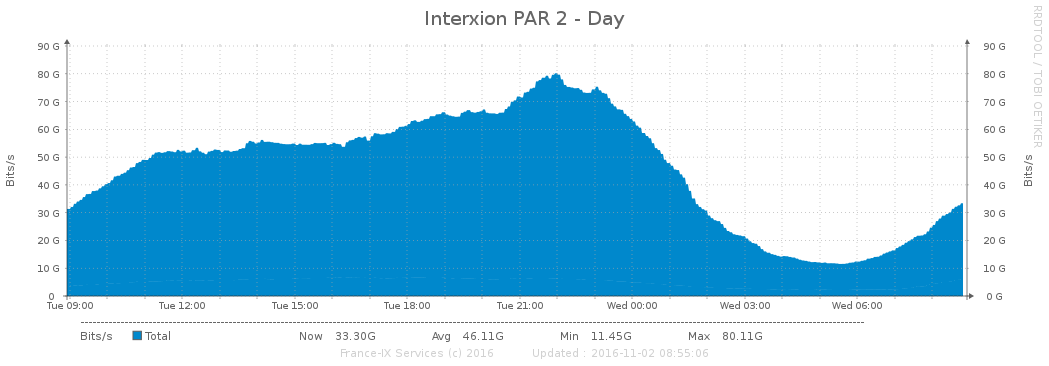 Interxion PAR 2 - Day
RRDTOOL / TOBI OETIKER
90 G 90 G
80 G 80 G
70 G 70 G
60 G 60 G
50 G 50 G
40 G 40 G
30 G 30 G
20 G 20 G
10 G 10 G
0 0 G
Bits/s
Bits/s
Tue 09:00 Tue 12:00 Tue 15:00 Tue 18:00 Tue 21:00 Wed 00:00 Wed 03:00 Wed 06:00
Bits/s Total Now 33.30G Avg 46.11G Min 11.45G Max 80.11G
France-IX Services (c) 2016 Updated : 2016-11-02 08:55:06